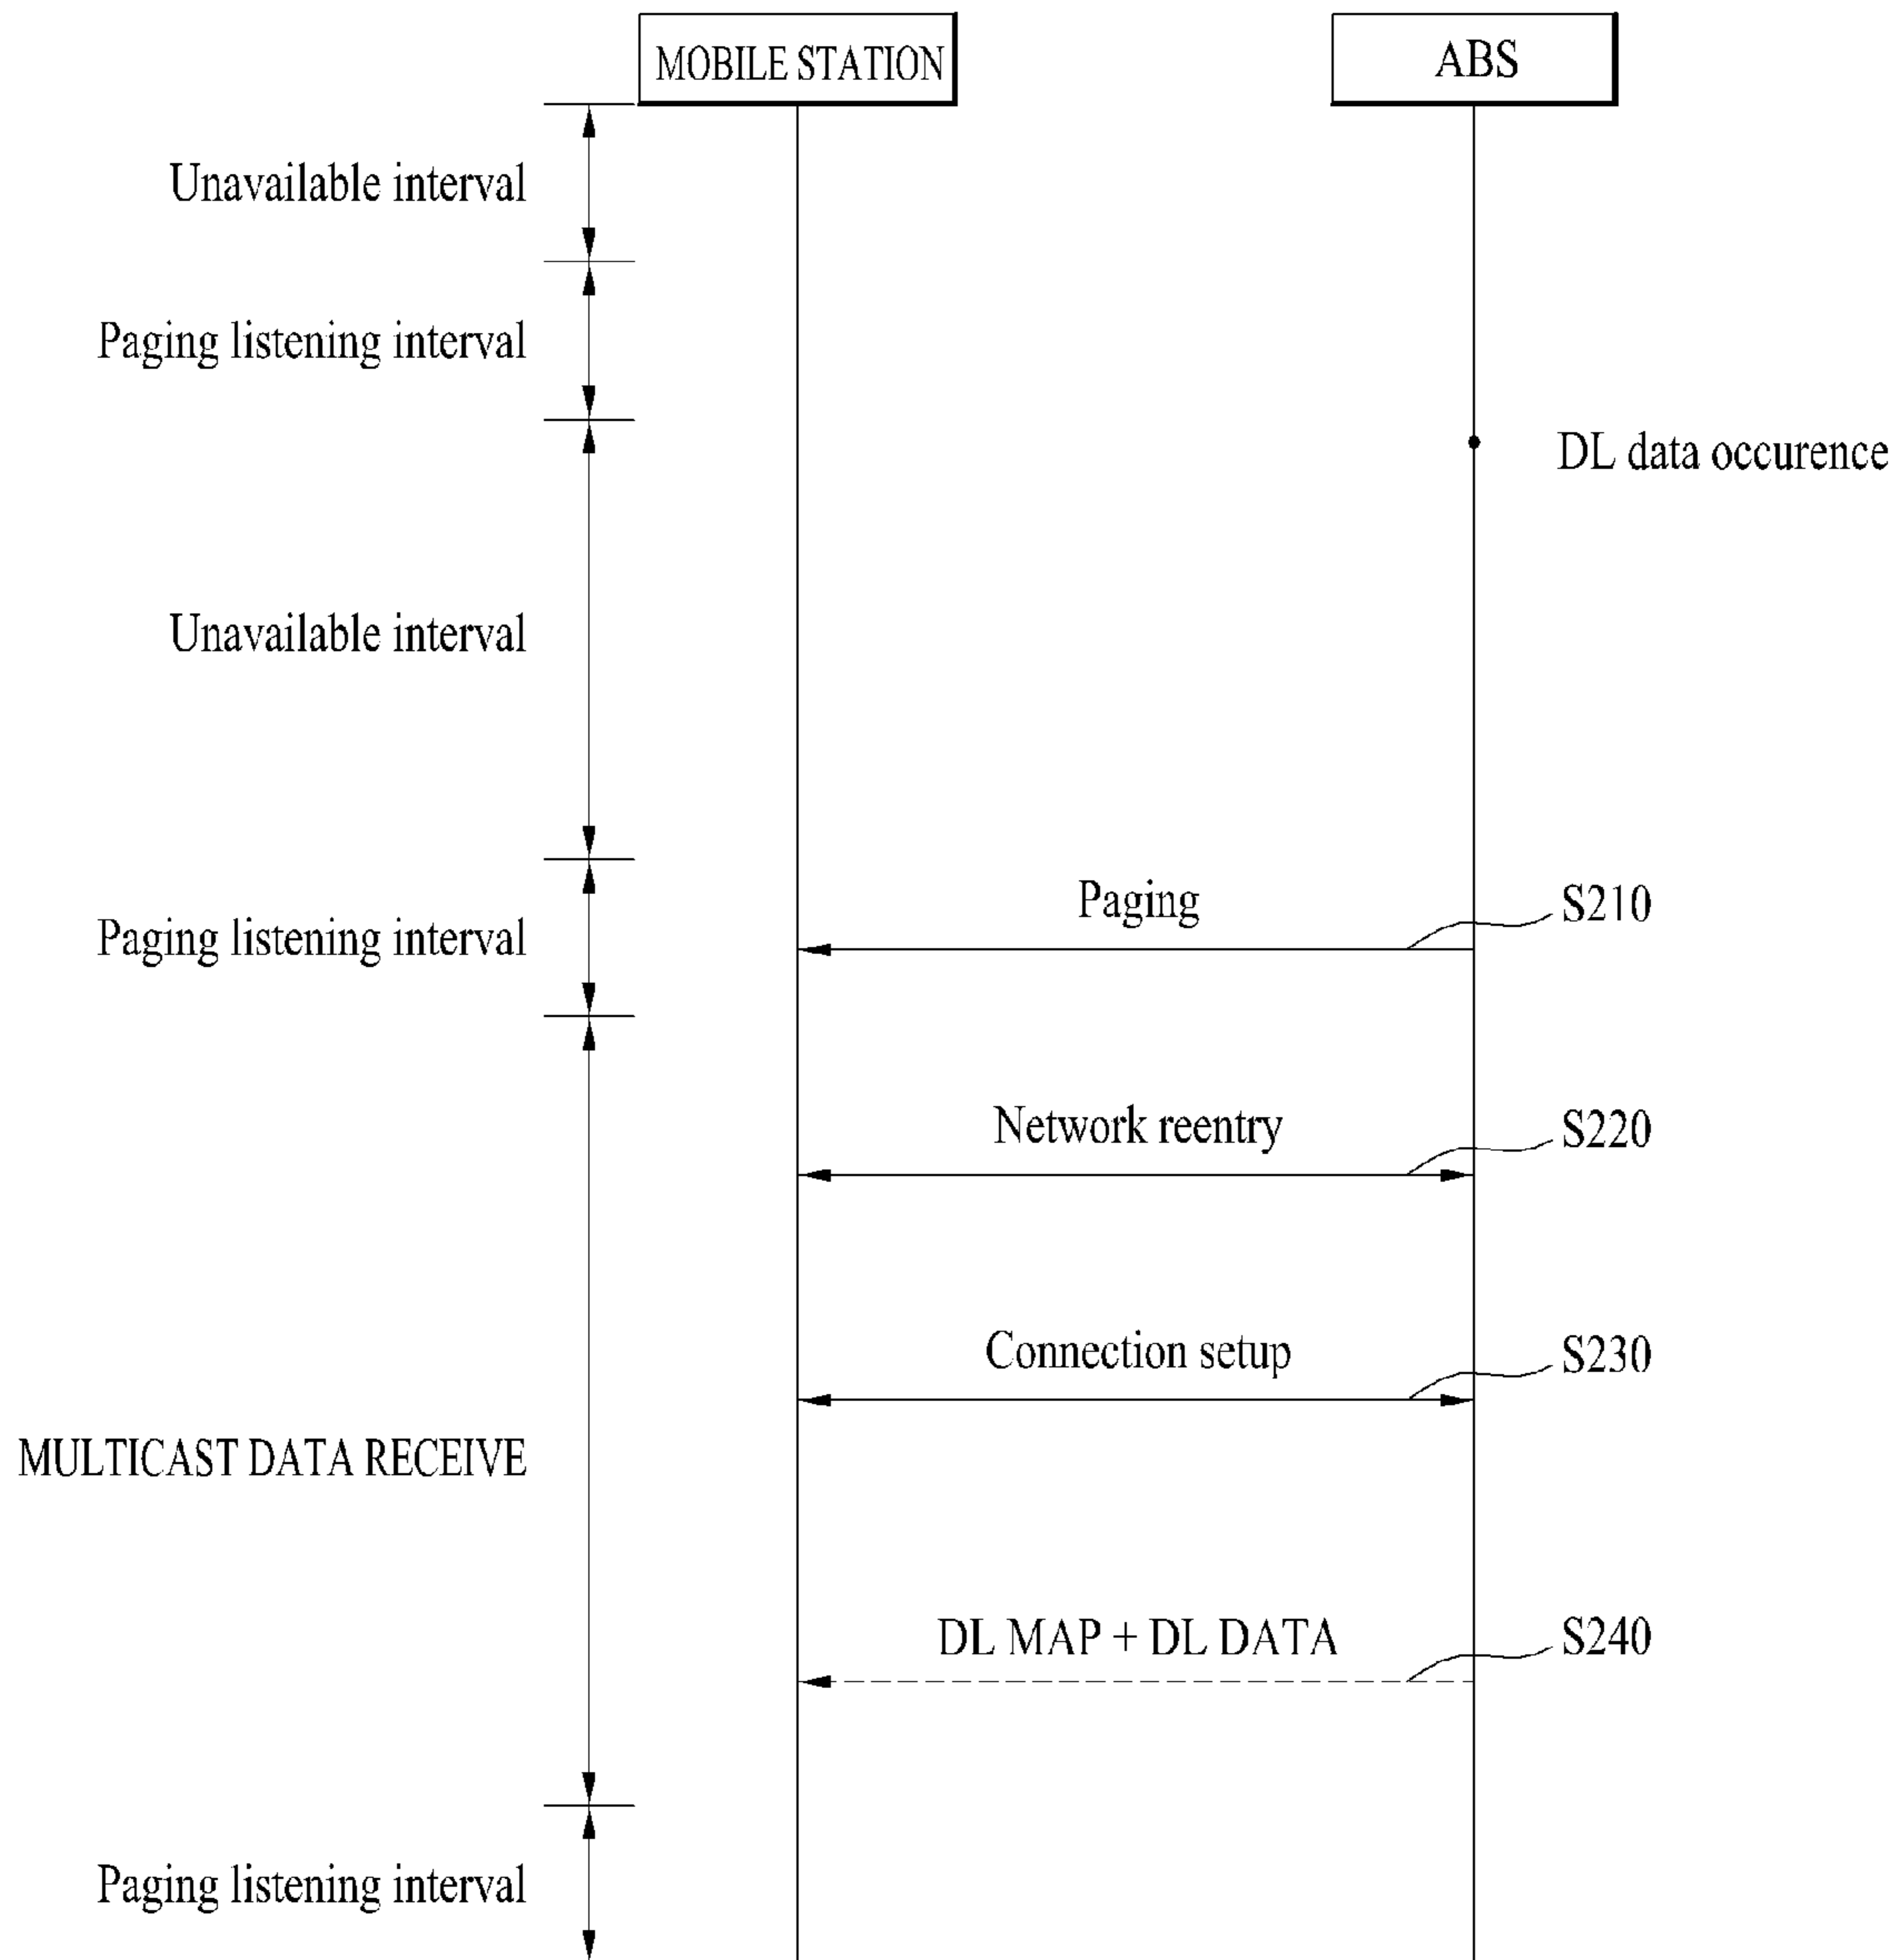 MOBILE STATION
ABS
Unavailable interval
Paging listening interval
DL data occurence
Unavailable interval
Paging
S210
Paging listening interval
Network reentry
S220
Connection setup
S230
MULTICAST DATA RECEIVE
DL MAP + DL DATA
S240
Paging listening interval